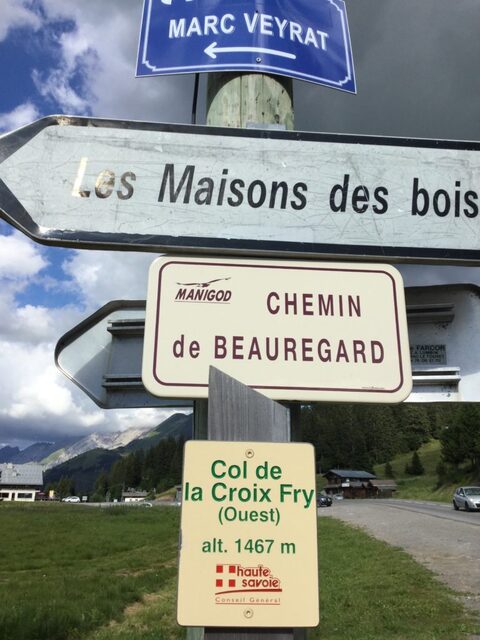 MARC VEYRAT
Les Maisons des bois
MANIGOD
CHEMIN
de BEAUREGARD
Col de
la Croix Fry
(Ouest)
alt. 1467 m
haute
savoie
Conseil Général